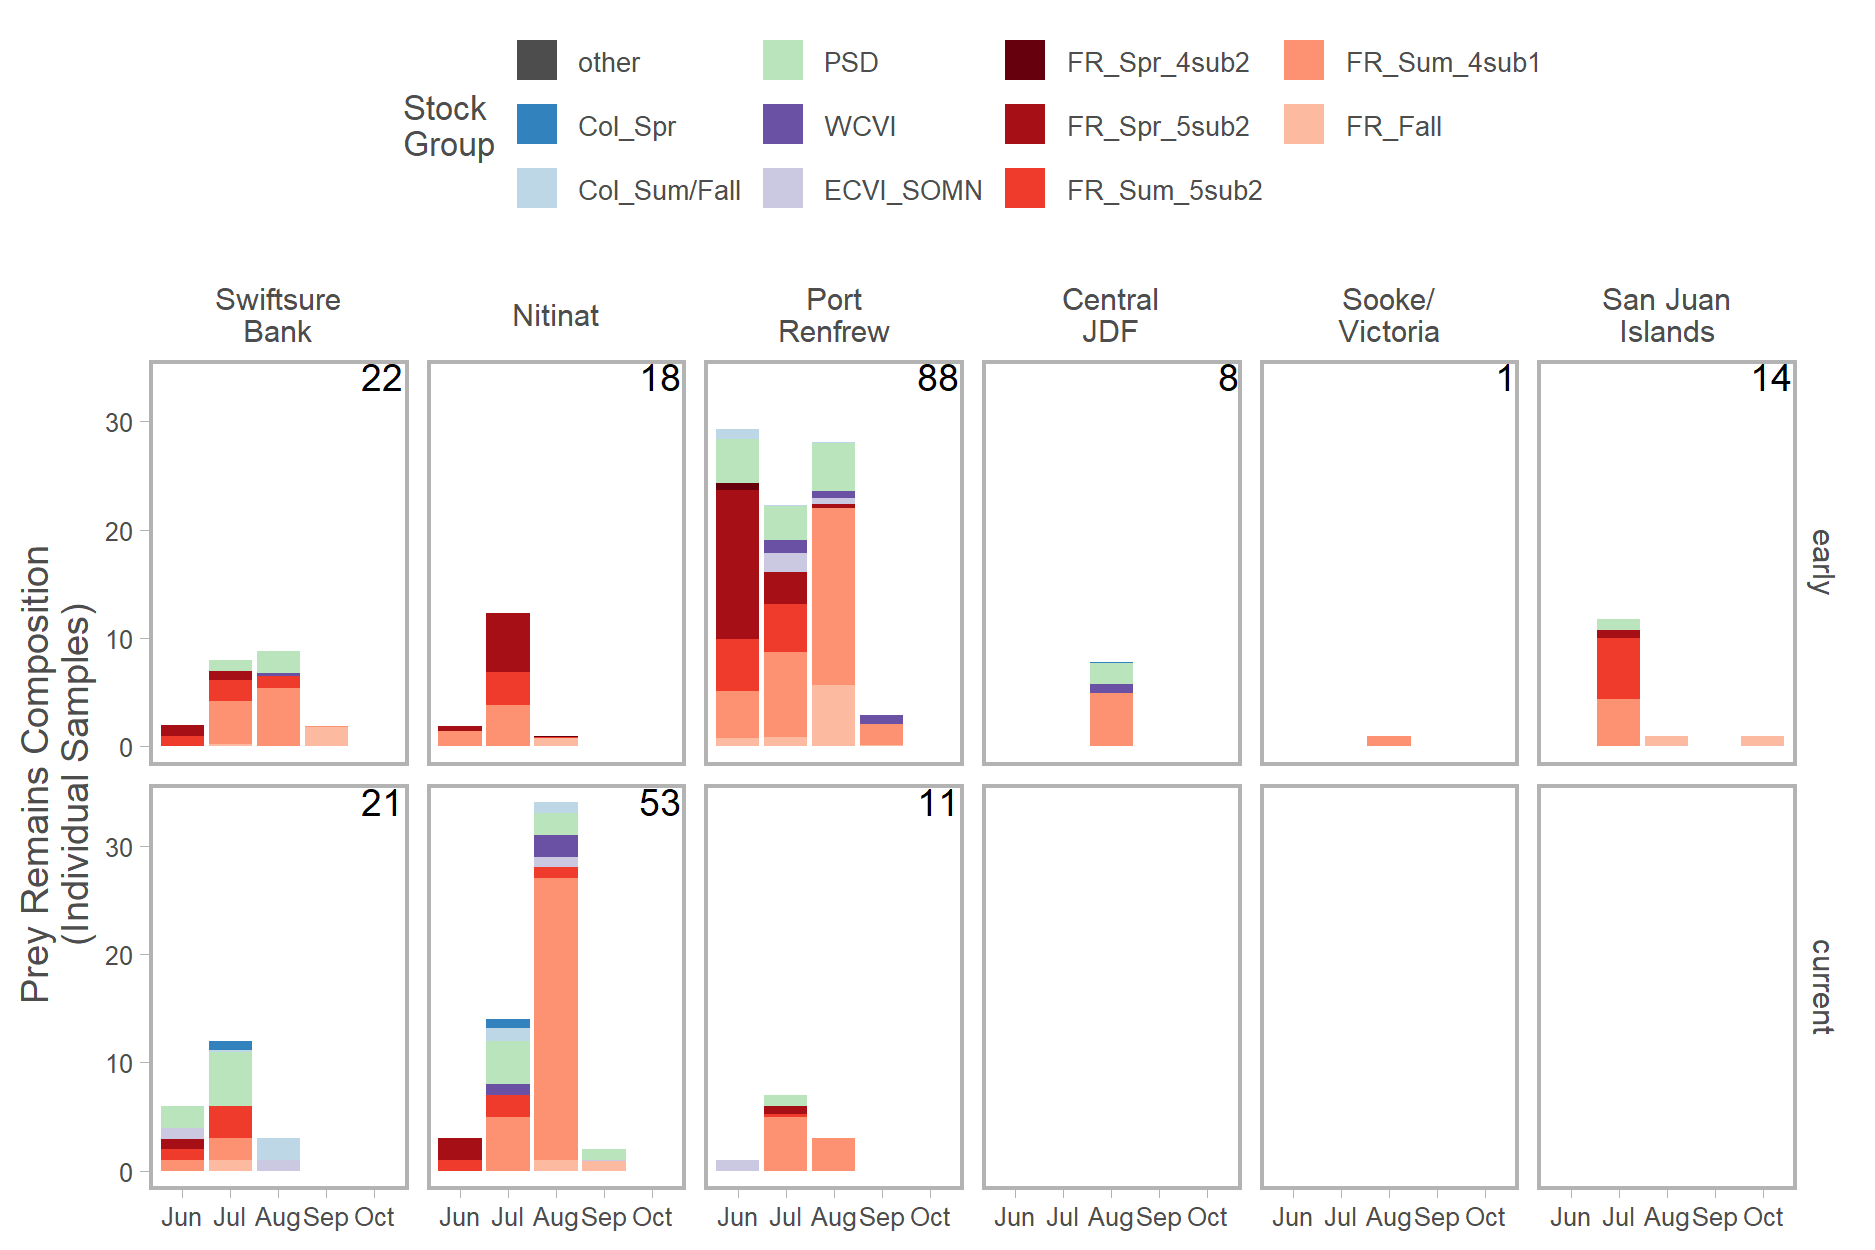 Stock
Group
other
PSD
FR_Spr_4sub2
FR_Sum_4sub1
Col_Spr
WCVI
FR_Spr_5sub2
FR_Fall
Col_Sum/Fall
ECVI_SOMN
FR_Sum_5sub2
Swiftsure
Bank
Nitinat
Port
Renfrew
Central
JDF
Sooke/
Victoria
San Juan
Islands
22
18
88
8
1
14
30
20
10
0
early
21
53
11
30
20
10
0
current
Prey Remains Composition
(Individual Samples)
Jun Jul Aug Sep Oct
Jun Jul Aug Sep Oct
Jun Jul Aug Sep Oct
Jun Jul Aug Sep Oct
Jun Jul Aug Sep Oct
Jun Jul Aug Sep Oct